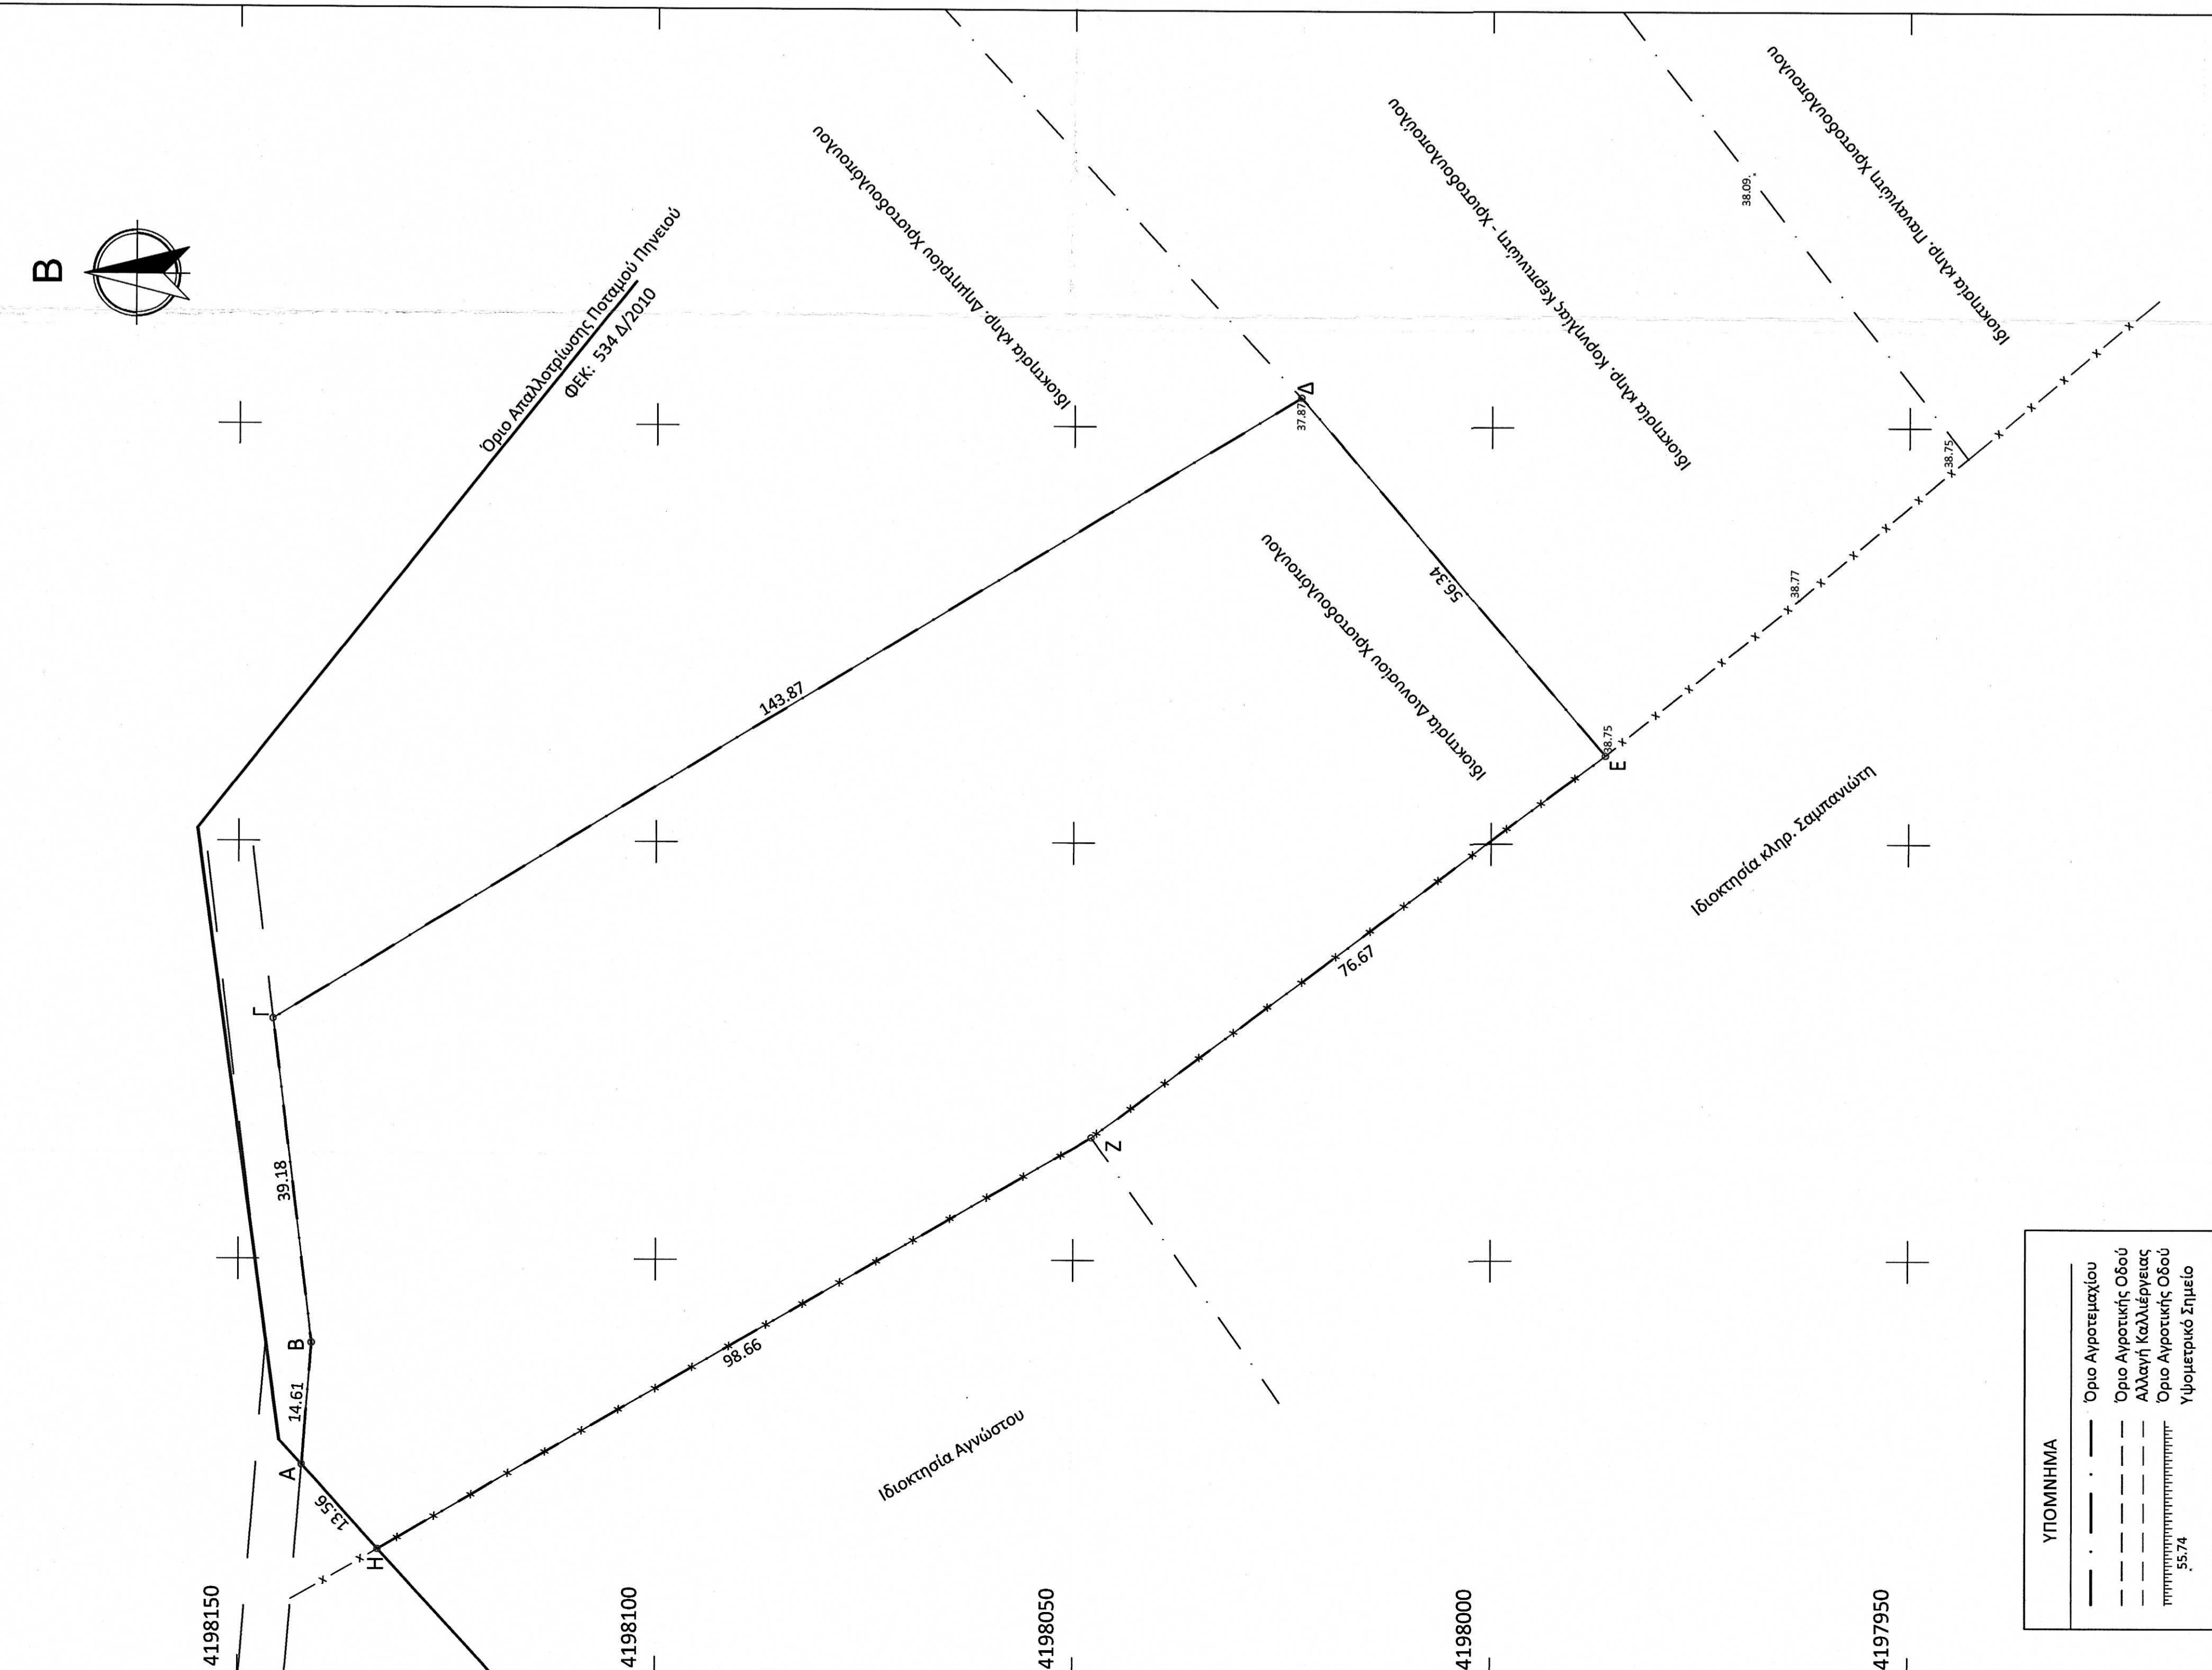 Β
Όριο Απαλλοτρίωσης Ποταμού Πηνειού
ΦΕΚ: 534 Δ/2010
Ιδιοκτησία κληρ. Δημητρίου Χριστοδουλόπουλου
Ιδιοκτησία κληρ. Κορνηλίας Κερπινιώτη - Χριστοδουλοπούλου
Ιδιοκτησία κληρ. Παναγιώτη Χριστοδουλόπουλου
38.09
Δ
37.87
143.87
56.34
Ιδιοκτησία Διονυσίου Χριστοδουλόπουλου
38.75
38.77
38.75
Ε
Ιδιοκτησία κληρ. Σαμπανιώτη
76.67
Γ
39.18
Β
14.61
Α
13.56
Η
98.66
Ζ
Ιδιοκτησία Αγνώστου
4198150
4198100
4198050
4198000
4197950
ΥΠΟΜΝΗΜΑ
Όριο Αγροτεμαχίου
Όριο Αγροτικής Οδού
Αλλαγή Καλλιέργειας
Όριο Αγροτικής Οδού
55.74 Υψομετρικό Σημείο